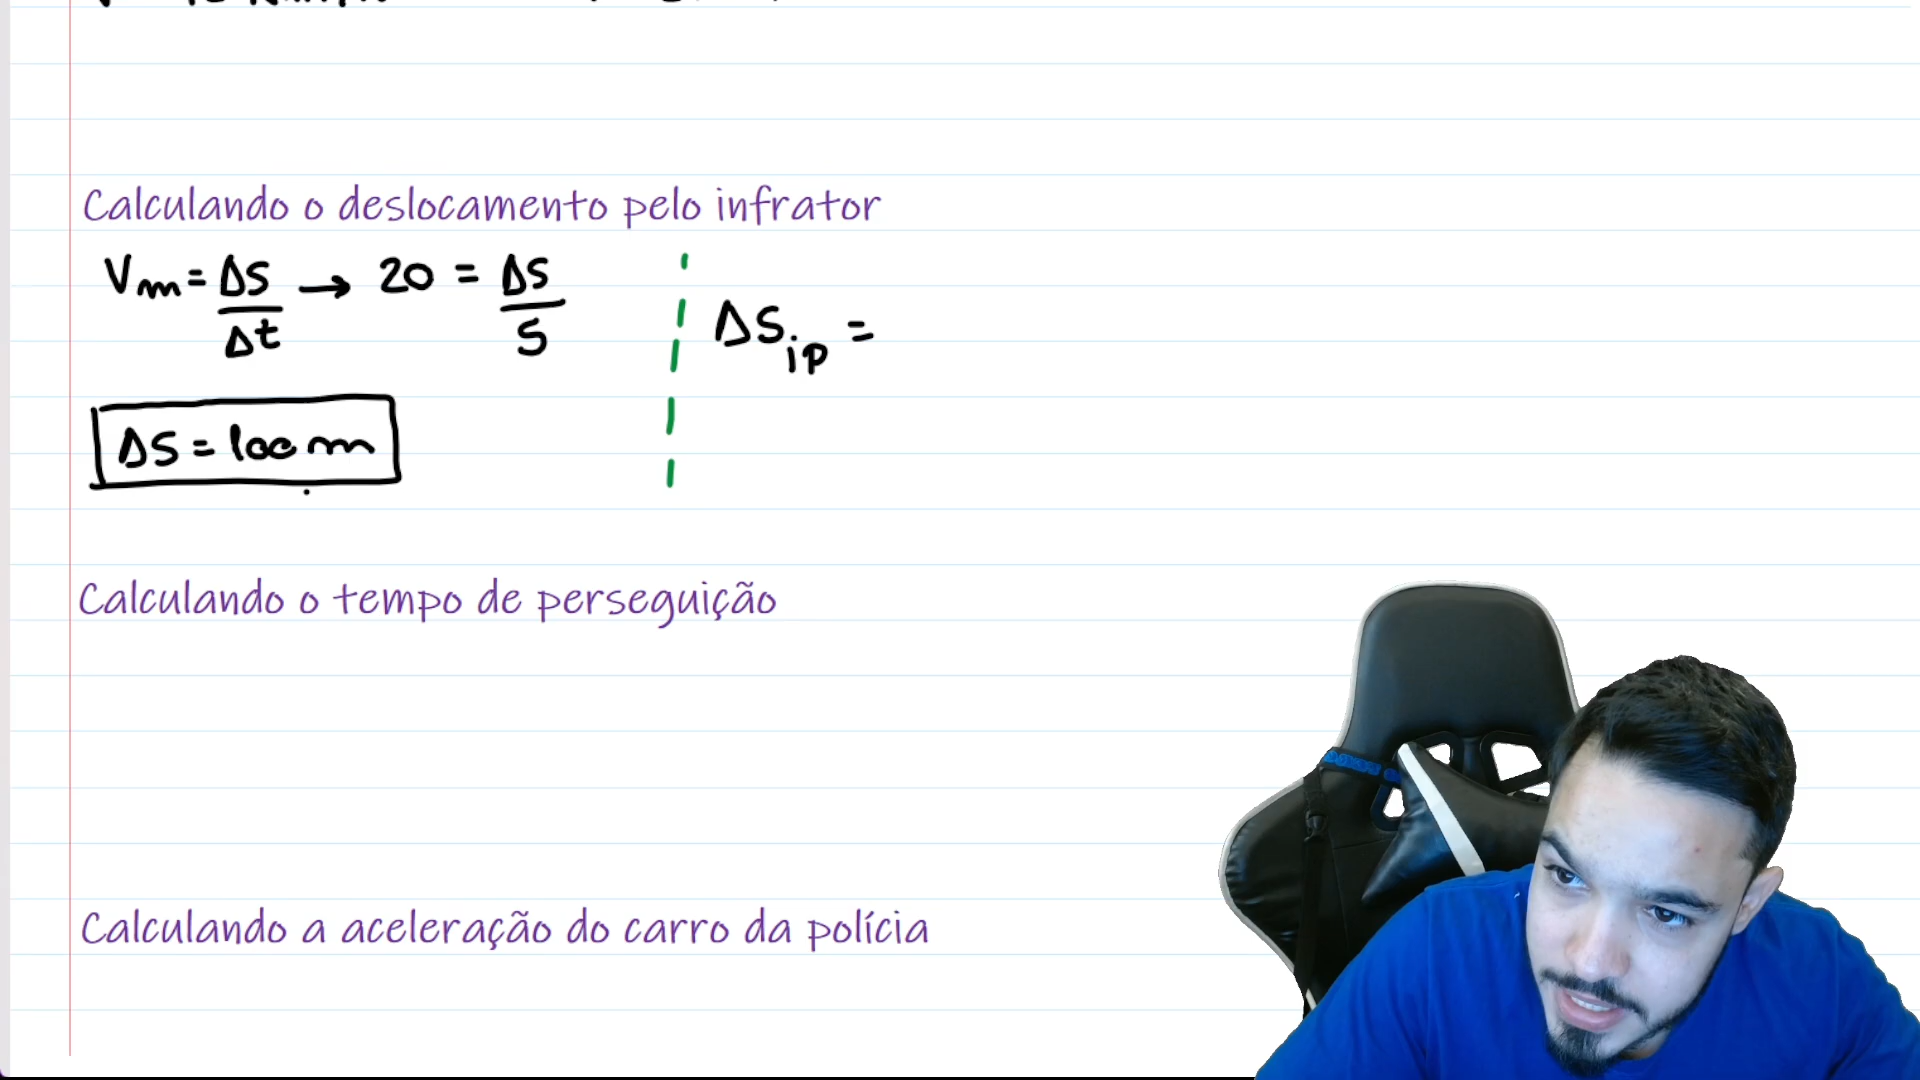 Calculando o deslocamento pelo infrator
Vm = ΔS/Δt → 20 = ΔS/5
ΔS = 100 m
ΔSip =
Calculando o tempo de perseguição
Calculando a aceleração do carro da polícia